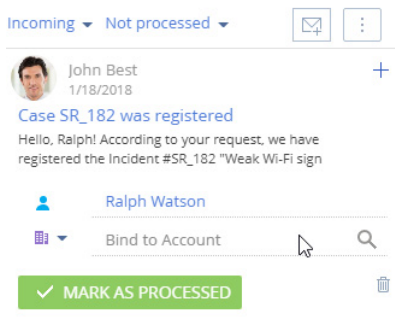 Incoming Not processed
John Best
1/18/2018
Case SR_182 was registered
Hello, Ralph! According to your request, we have
registered the Incident #SR_182 "Weak Wi-Fi sign
Ralph Watson
Bind to Account
MARK AS PROCESSED